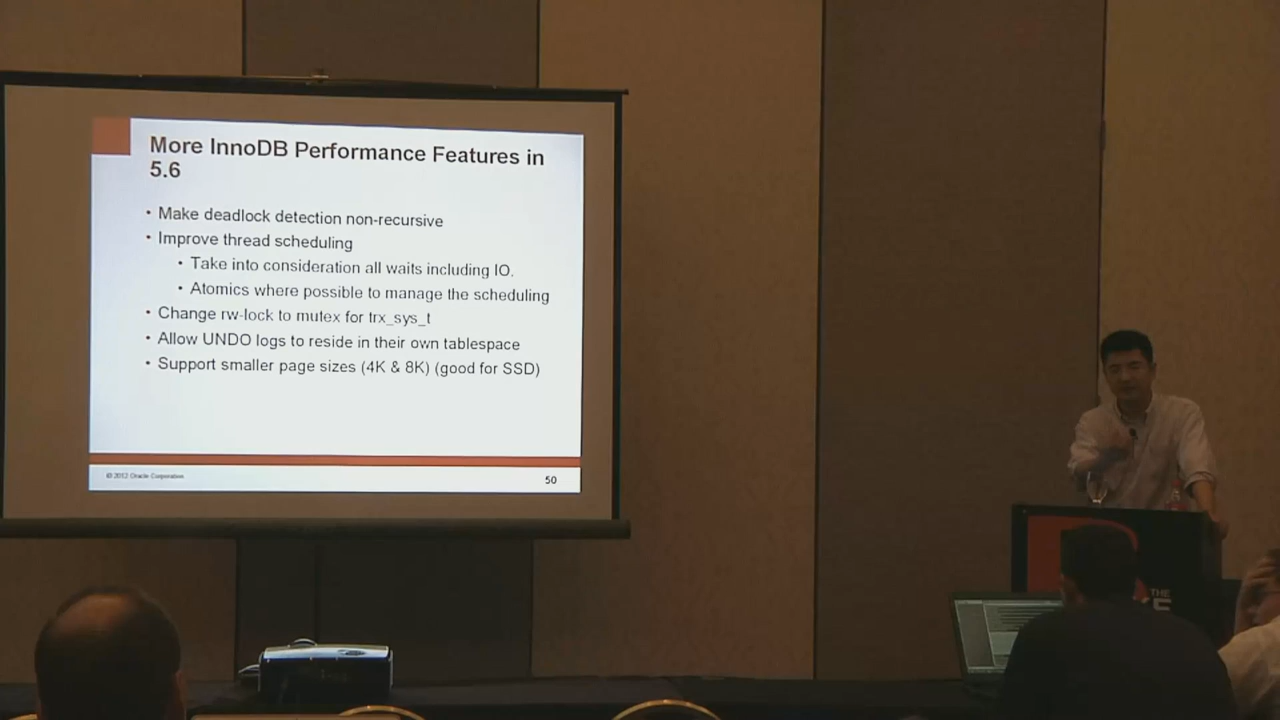 More InnoDB Performance Features in
5.6
• Make deadlock detection non-recursive
• Improve thread scheduling
• Take into consideration all waits including IO.
• Atomics where possible to manage the scheduling
• Change rw-lock to mutex for trx_sys_t
• Allow UNDO logs to reside in their own tablespace
• Support smaller page sizes (4K & 8K) (good for SSD)
© 2012 Oracle Corporation
50
THE